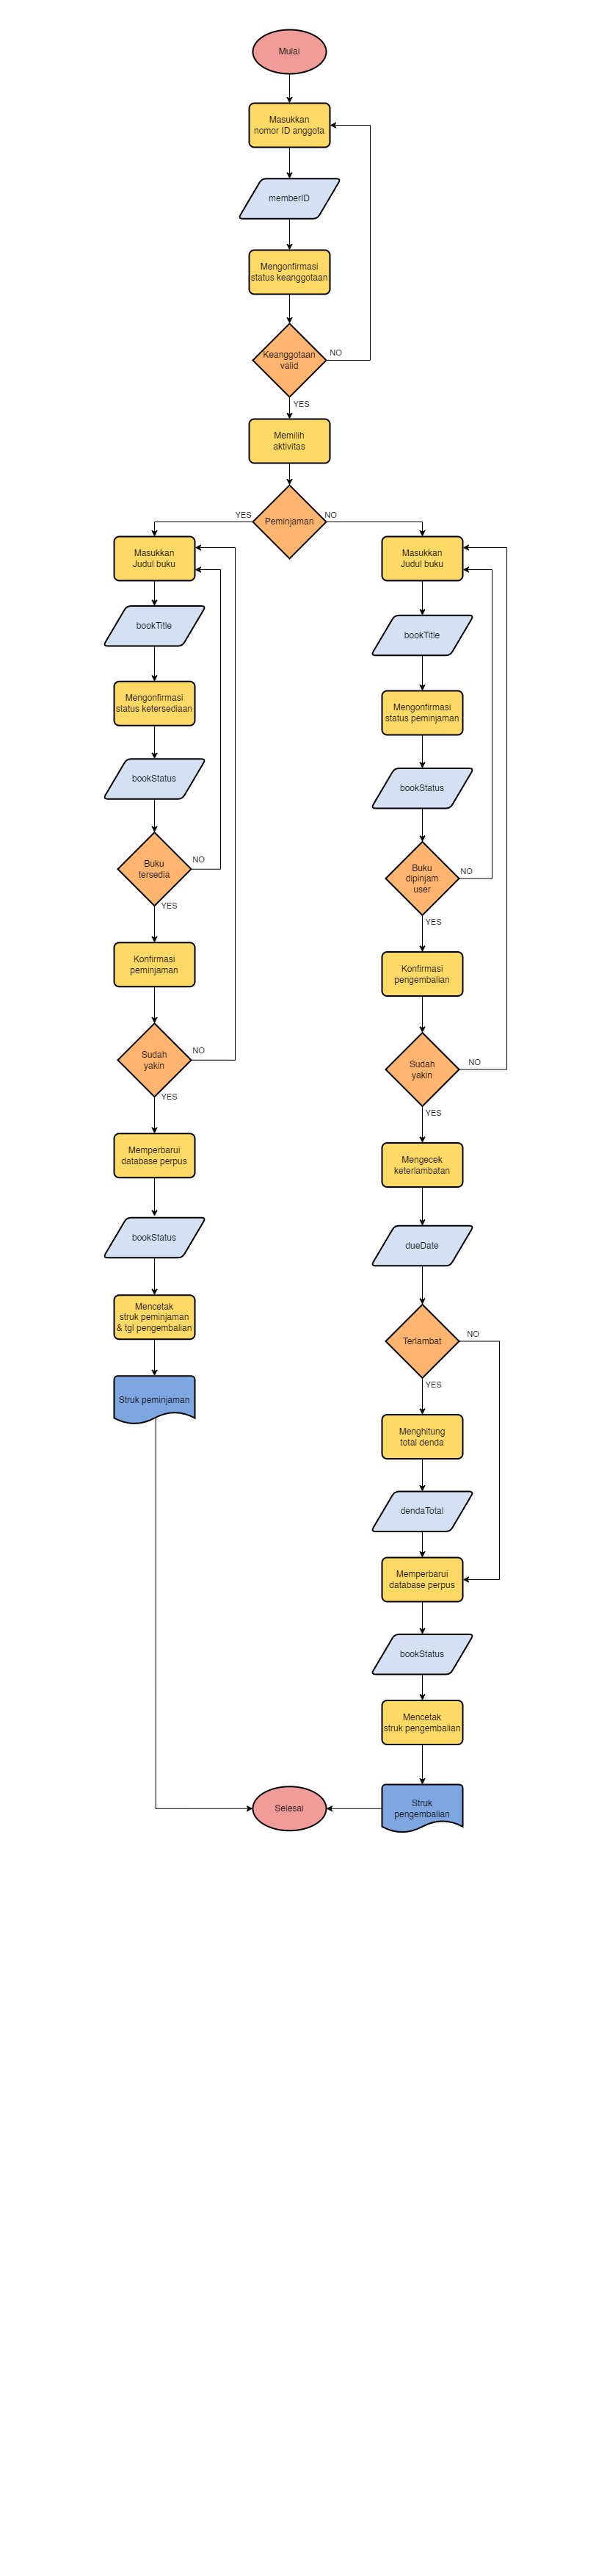 Mulai
Masukkan
nomor ID anggota
memberID
Mengonfirmasi
status keanggotaan
Keanggotaan
valid
NO
YES
Memilih
aktivitas
Peminjaman
YES
NO
Masukkan
Judul buku
bookTitle
Mengonfirmasi
status ketersediaan
bookStatus
Buku
tersedia
NO
YES
Konfirmasi
peminjaman
Sudah
yakin
NO
YES
Memperbarui
database perpus
bookStatus
Mencetak
struk peminjaman
& tgl pengembalian
Struk peminjaman
Masukkan
Judul buku
bookTitle
Mengonfirmasi
status peminjaman
bookStatus
Buku
dipinjam
user
NO
YES
Konfirmasi
pengembalian
Sudah
yakin
NO
YES
Mengecek
keterlambatan
dueDate
Terlambat
NO
YES
Menghitung
total denda
dendaTotal
Memperbarui
database perpus
bookStatus
Mencetak
struk pengembalian
Struk
pengembalian
Selesai